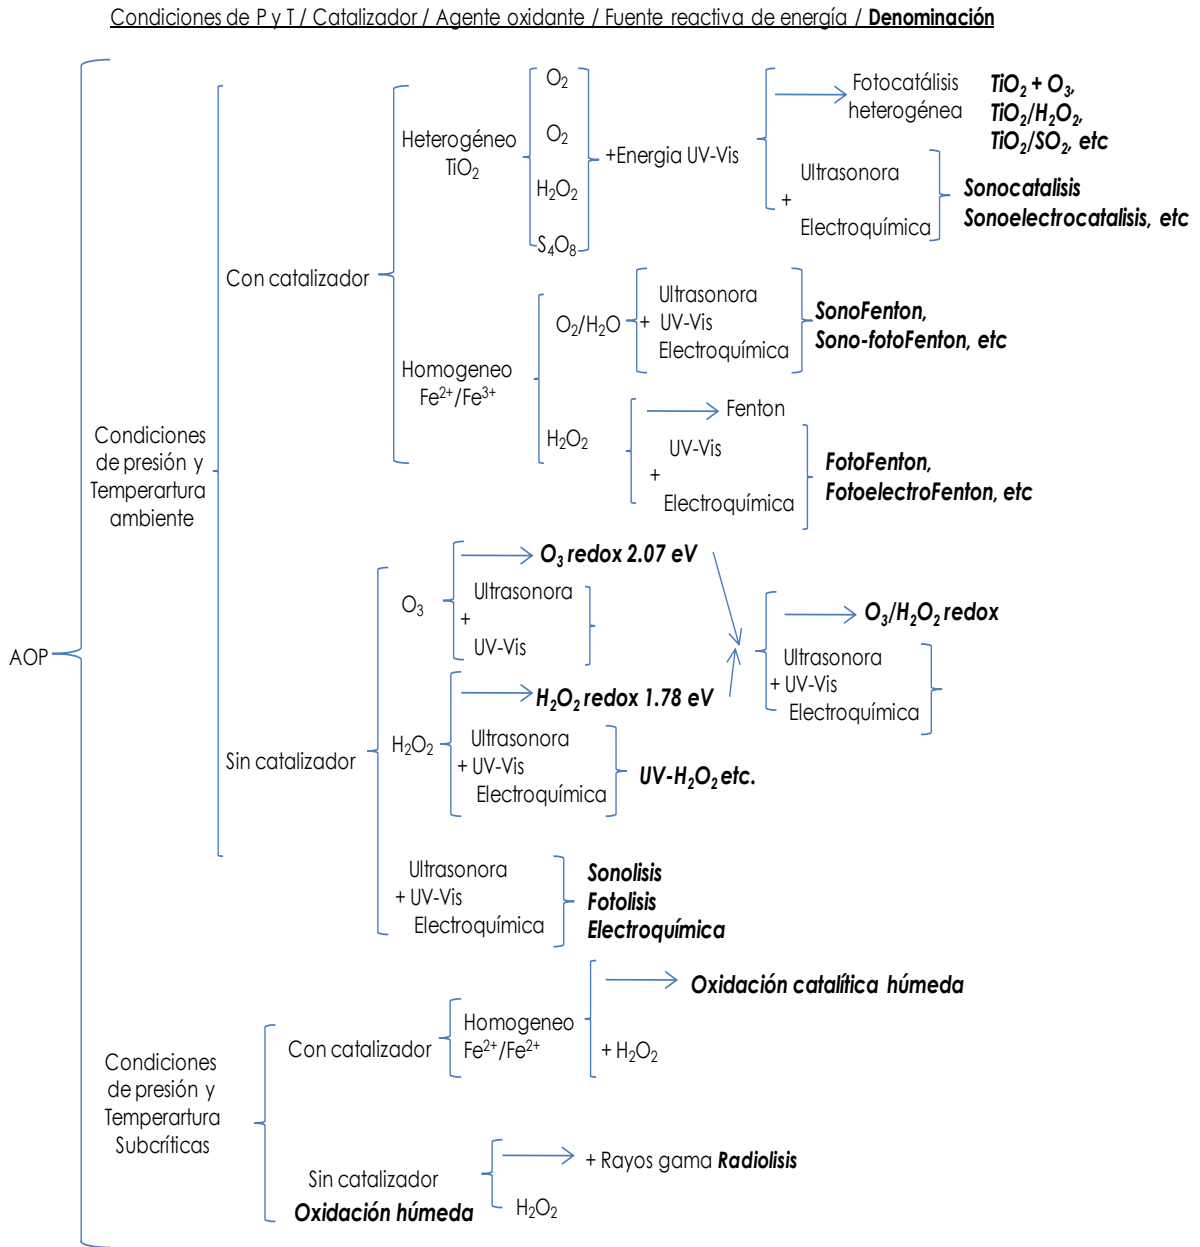 Condiciones de P y T / Catalizador / Agente oxidante / Fuente reactiva de energía / Denominación
AOP
Condiciones
de presión y
Temperartura
ambiente
Con catalizador
Heterogéneo
TiO₂
O₂
O₂
H₂O₂
S₄O₈
+Energia UV-Vis
Fotocatálisis
heterogénea
TiO₂ + O₃,
TiO₂/H₂O₂,
TiO₂/SO₂, etc
Ultrasonora
+
Electroquímica
Sonocatalisis
Sonoelectrocatalisis, etc
Homogeneo
Fe²⁺/Fe³⁺
O₂/H₂O
Ultrasonora
+ UV-Vis
Electroquímica
SonoFenton,
Sono-fotoFenton, etc
H₂O₂
Fenton
UV-Vis
+
Electroquímica
FotoFenton,
FotoelectroFenton, etc
Sin catalizador
O₃
O₃ redox 2.07 eV
Ultrasonora
+
UV-Vis
H₂O₂
H₂O₂ redox 1.78 eV
Ultrasonora
+ UV-Vis
Electroquímica
UV-H₂O₂ etc.
O₃/H₂O₂ redox
Ultrasonora
+ UV-Vis
Electroquímica
Ultrasonora
+ UV-Vis
Electroquímica
Sonolisis
Fotolisis
Electroquímica
Condiciones
de presión y
Temperartura
Subcríticas
Con catalizador
Homogeneo
Fe²⁺/Fe²⁺
Oxidación catalítica húmeda
+ H₂O₂
Sin catalizador
Oxidación húmeda
+ Rayos gama Radiolisis
H₂O₂